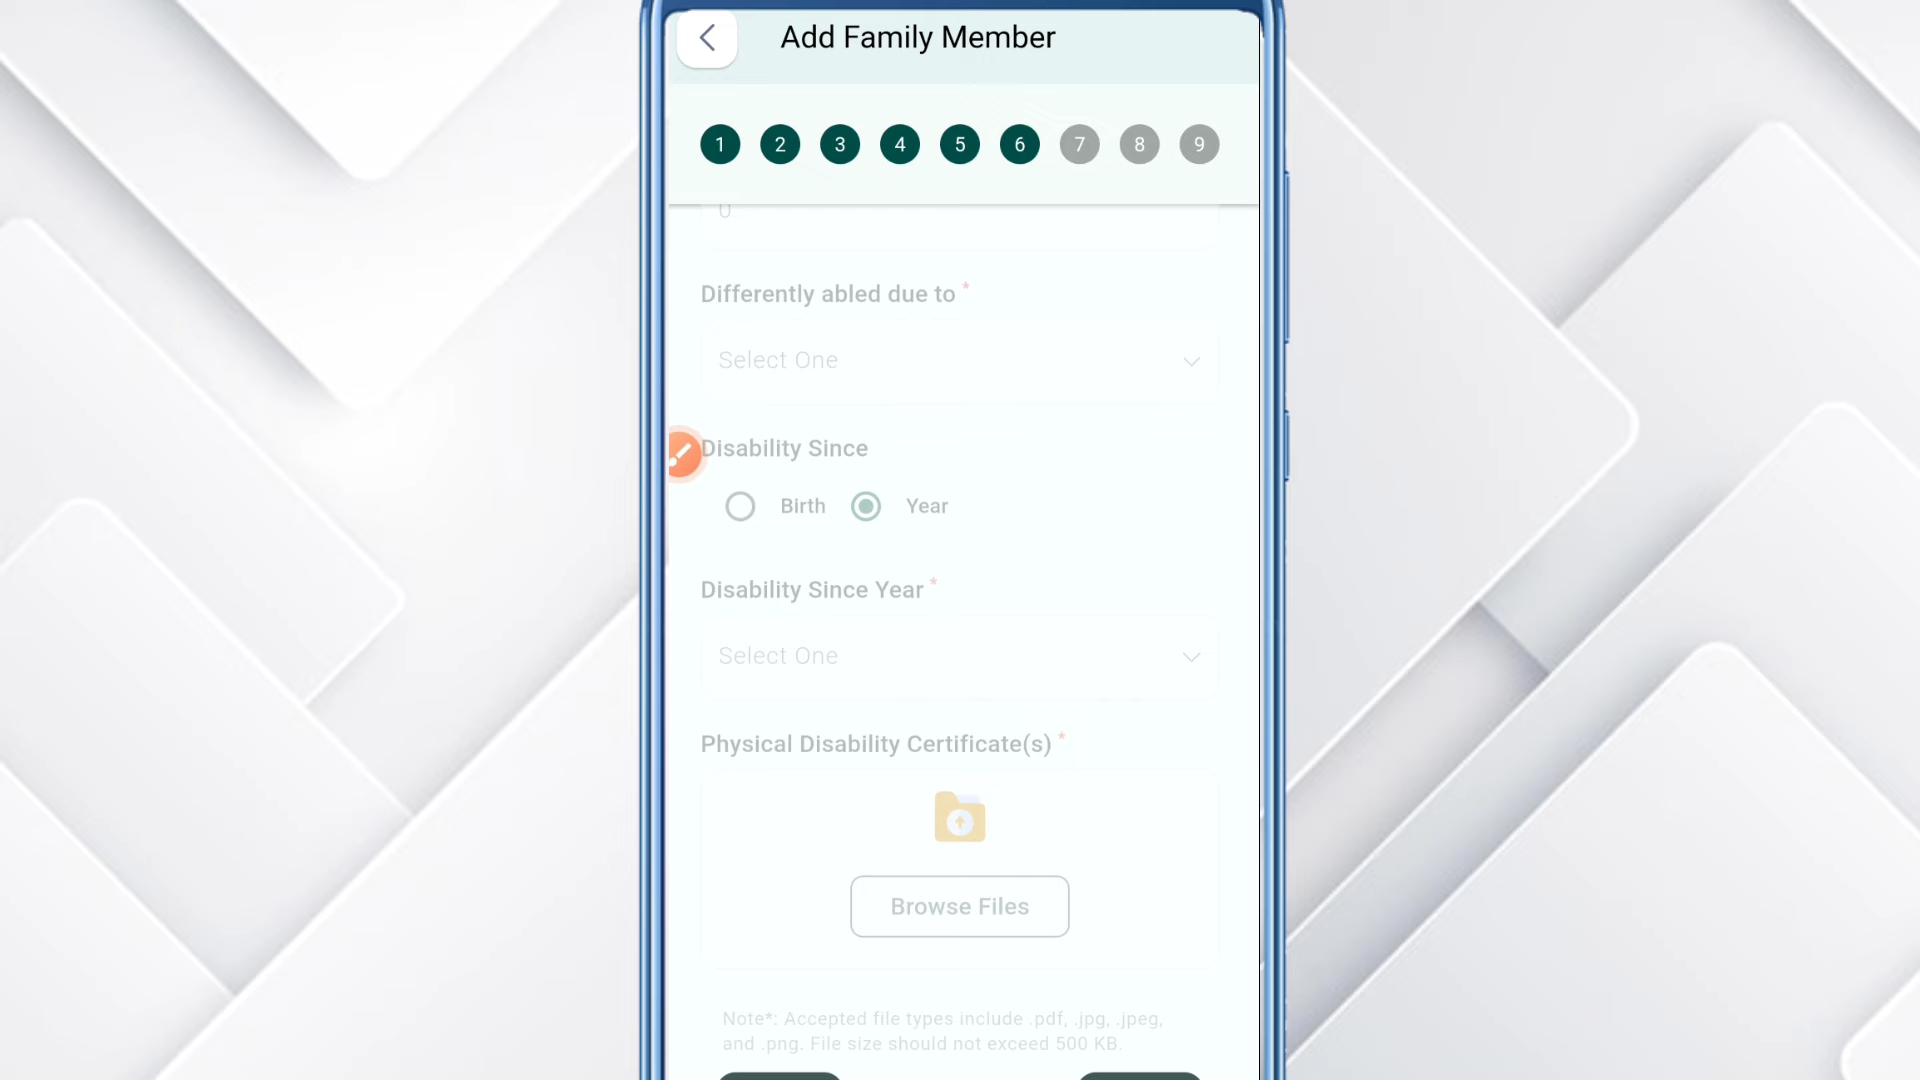 Add Family Member
1 2 3 4 5 6 7 8 9
0
Differently abled due to *
Select One
Disability Since
Birth Year
Disability Since Year *
Select One
Physical Disability Certificate(s) *
Browse Files
Note*: Accepted file types include .pdf, .jpg, .jpeg,
and .png. File size should not exceed 500 KB.